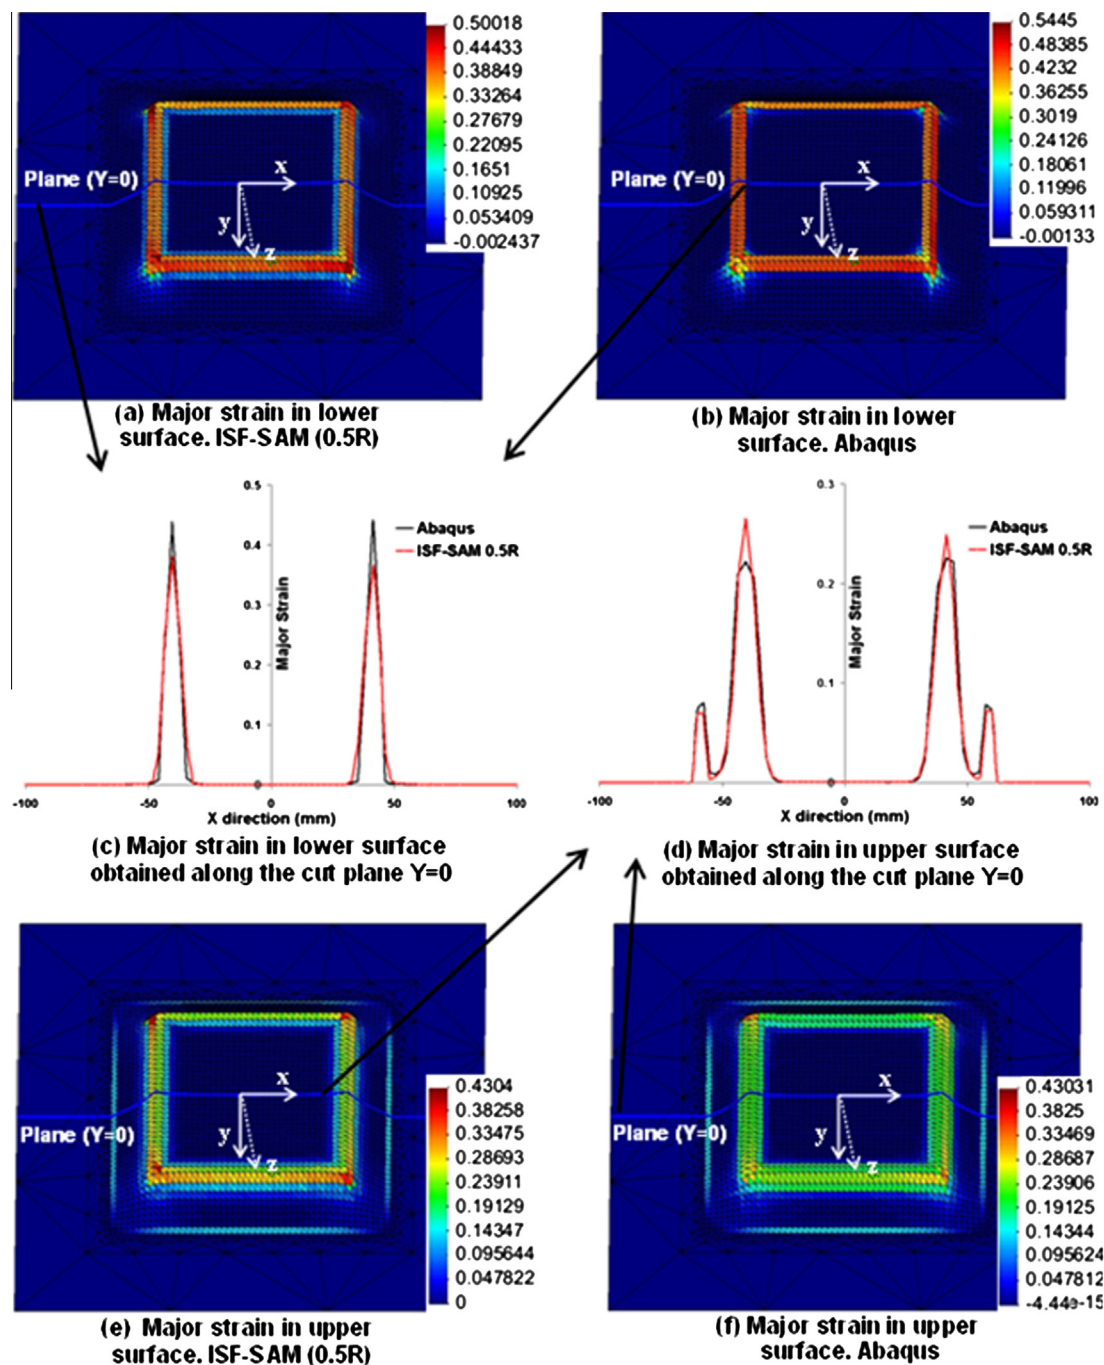 0.50018
0.44433
0.38849
0.33264
0.27679
0.22095
0.1651
0.10925
0.053409
-0.002437
Plane (Y=0)
x
y
z
(a) Major strain in lower
surface. ISF-SAM (0.5R)
0.5445
0.48385
0.4232
0.36255
0.3019
0.24126
0.18061
0.11996
0.059311
-0.00133
Plane (Y=0)
x
y
z
(b) Major strain in lower
surface. Abaqus
0.5
0.4
0.3
0.2
0.1
0
Major Strain
Abaqus
ISF-SAM 0.5R
-100
-50
0
50
100
X direction (mm)
(c) Major strain in lower surface
obtained along the cut plane Y=0
0.3
0.2
0.1
Major Strain
Abaqus
ISF-SAM 0.5R
-100
-50
0
50
100
X direction (mm)
(d) Major strain in upper surface
obtained along the cut plane Y=0
Plane (Y=0)
x
y
z
0.4304
0.38258
0.33475
0.28693
0.23911
0.19129
0.14347
0.095644
0.047822
0
(e) Major strain in upper
surface. ISF-SAM (0.5R)
Plane (Y=0)
x
y
z
0.43031
0.3825
0.33469
0.28687
0.23906
0.19125
0.14344
0.095624
0.047812
-4.44e-15
(f) Major strain in upper
surface. Abaqus